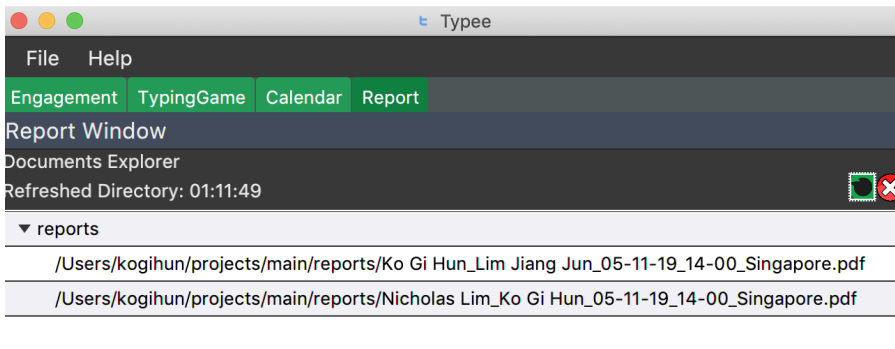 Typee
File Help
Engagement TypingGame Calendar Report
Report Window
Documents Explorer
Refreshed Directory: 01:11:49
reports
/Users/kogihun/projects/main/reports/Ko Gi Hun_Lim Jiang Jun_05-11-19_14-00_Singapore.pdf
/Users/kogihun/projects/main/reports/Nicholas Lim_Ko Gi Hun_05-11-19_14-00_Singapore.pdf